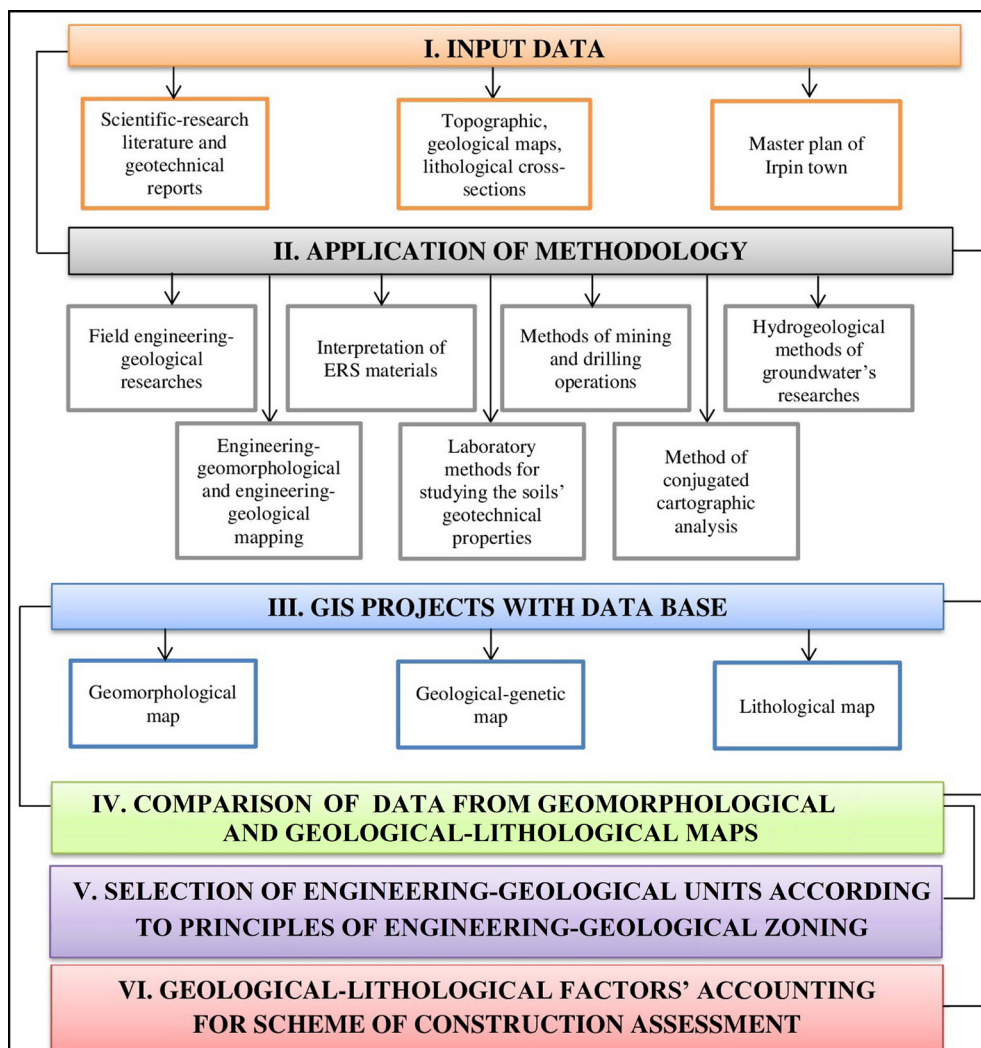 I. INPUT DATA
Scientific-research
literature and
geotechnical
reports
Topographic,
geological maps,
lithological cross-
sections
Master plan of
Irpin town
II. APPLICATION OF METHODOLOGY
Field engineering-
geological
researches
Interpretation of
ERS materials
Methods of mining
and drilling
operations
Hydrogeological
methods of
groundwater’s
researches
Engineering-
geomorphological
and engineering-
geological
mapping
Laboratory
methods for
studying the soils’
geotechnical
properties
Method of
conjugated
cartographic
analysis
III. GIS PROJECTS WITH DATA BASE
Geomorphological
map
Geological-genetic
map
Lithological map
IV. COMPARISON OF DATA FROM GEOMORPHOLOGICAL
AND GEOLOGICAL-LITHOLOGICAL MAPS
V. SELECTION OF ENGINEERING-GEOLOGICAL UNITS ACCORDING
TO PRINCIPLES OF ENGINEERING-GEOLOGICAL ZONING
VI. GEOLOGICAL-LITHOLOGICAL FACTORS’ ACCOUNTING
FOR SCHEME OF CONSTRUCTION ASSESSMENT